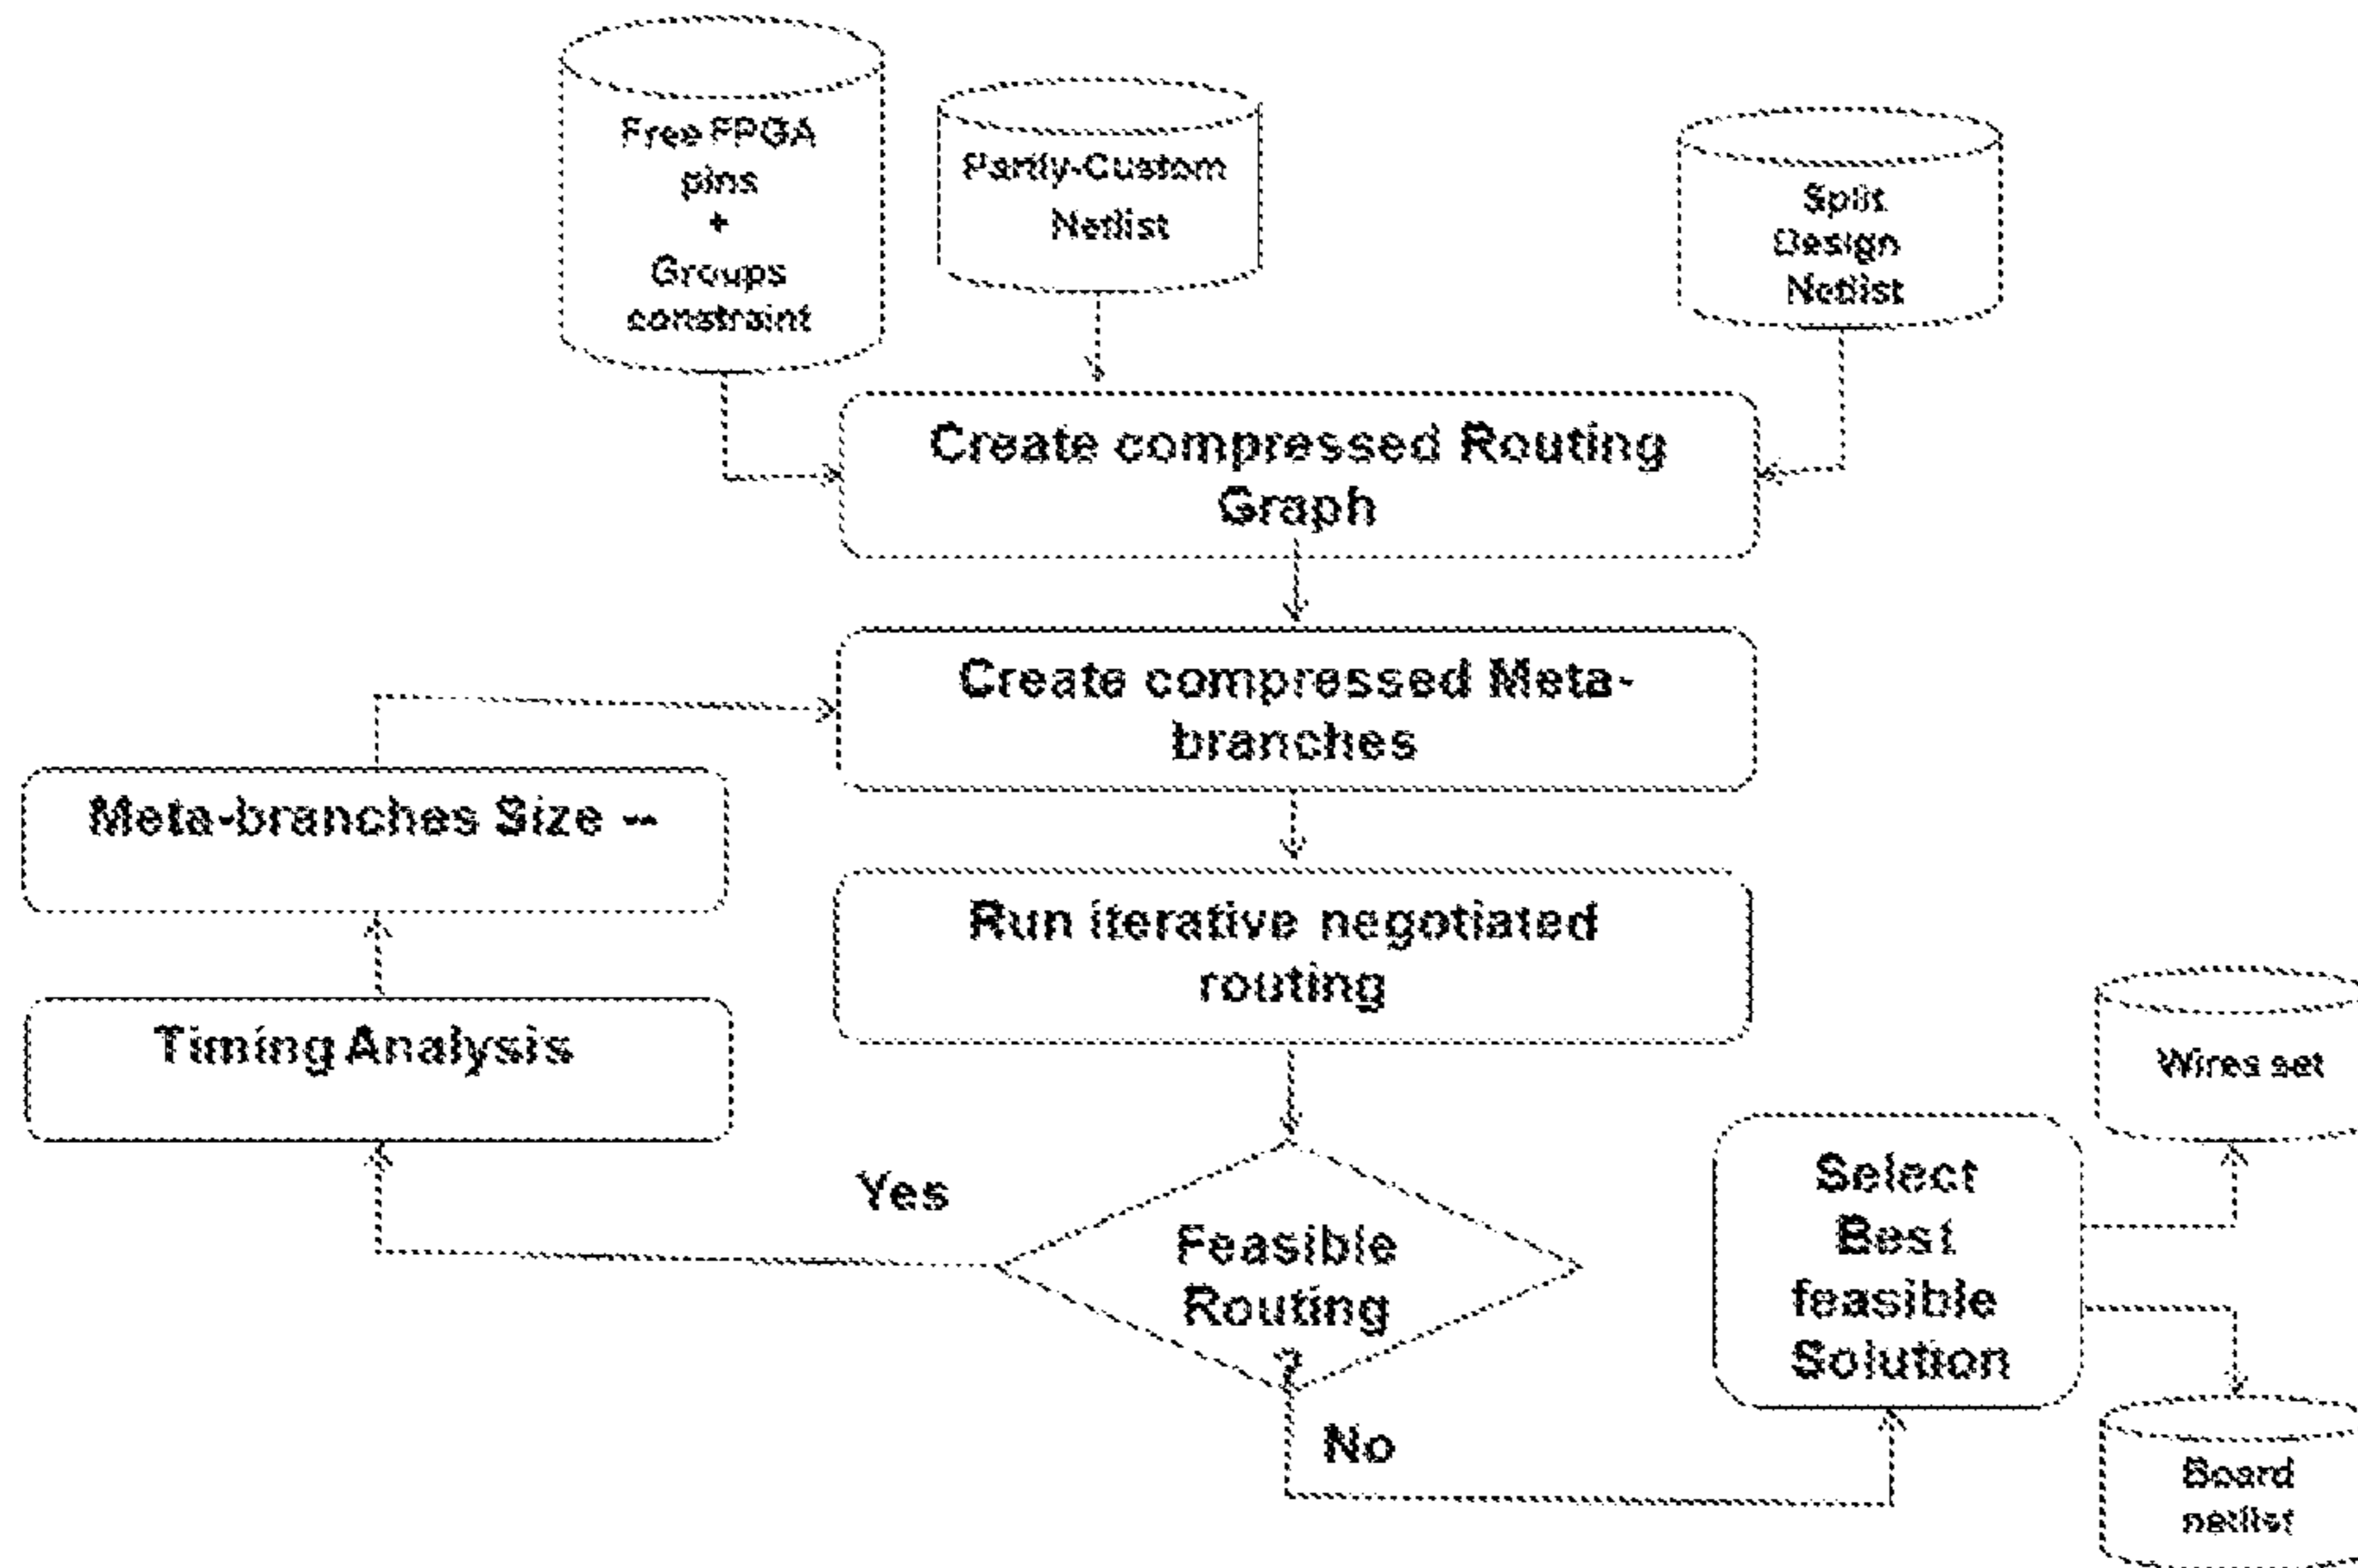 Free FPGA
pins
+
Groups
constraint
Partly-Custom
Netlist
Split
Design
Netlist
Create compressed Routing
Graph
Create compressed Meta-
branches
Meta-branches Size --
Run iterative negotiated
routing
Timing Analysis
Wires set
Yes
Feasible
Routing
?
Select
Best
feasible
Solution
No
Board
netlist